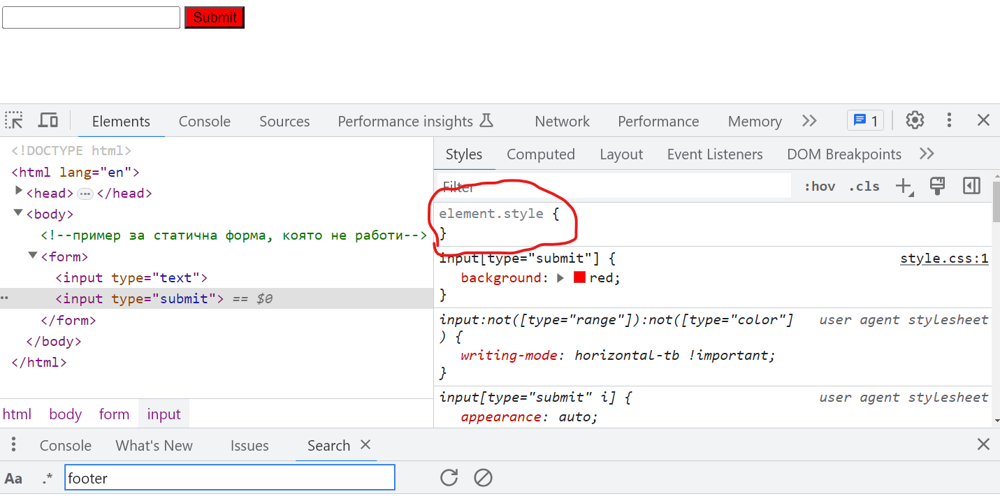 Submit
Elements Console Sources Performance insights Network Performance Memory 1
<!DOCTYPE html>
<html lang="en">
<head> … </head>
<body>
<!--пример за статична форма, която не работи-->
<form>
<input type="text">
<input type="submit"> == $0
</form>
</body>
</html>
html body form input
Styles Computed Layout Event Listeners DOM Breakpoints
Filter :hov .cls
element.style {
}
input[type="submit"] { style.css:1
background: red;
}
input:not([type="range"]):not([type="color"] user agent stylesheet
) {
writing-mode: horizontal-tb !important;
}
input[type="submit" i] { user agent stylesheet
appearance: auto;
Console What's New Issues Search
Aa .* footer